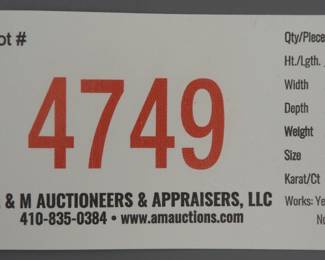 ot #
4749
& M AUCTIONEERS & APPRAISERS, LLC
410-835-0384 • www.amauctions.com
Qty/Piece
Ht./Lgth.
Width
Depth
Weight
Size
Karat/Ct
Works: Ye